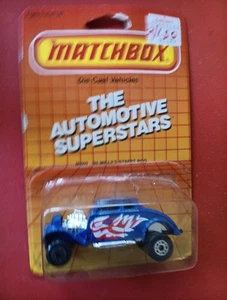 MATCHBOX
Die-Cast Vehicles
THE
AUTOMOTIVE
SUPERSTARS